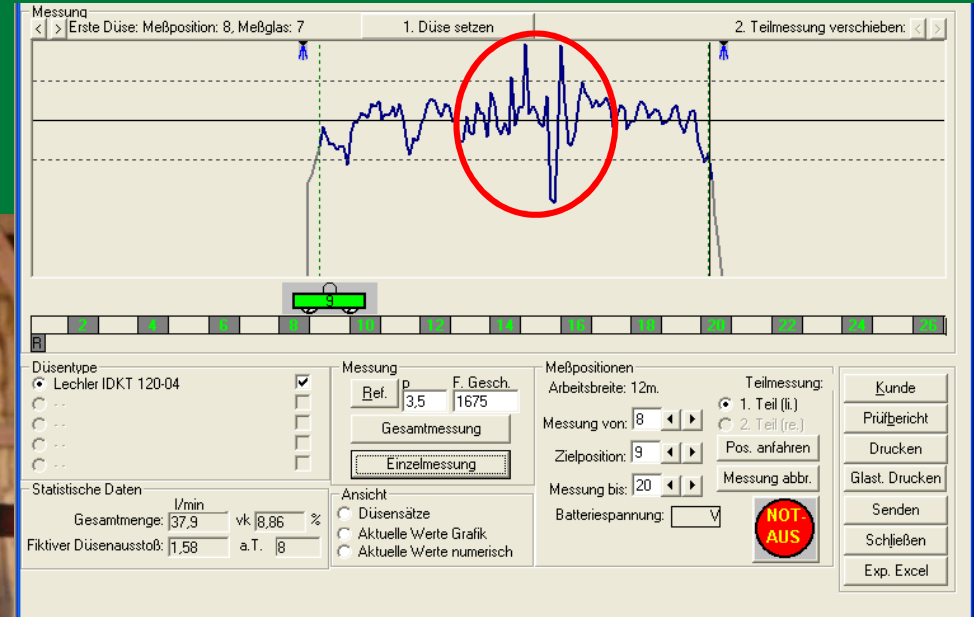 Messung
< > Erste Düse: Meßposition: 8, Meßglas: 7 1. Düse setzen 2. Teilmessung verschieben: < >
9
2 4 6 8 10 12 14 16 18 20 22 24 26
R
Düsentype
Lechler IDKT 120-04
- -
- -
- -
- -
Statistische Daten
l/min
Gesamtmenge: 37,9 vk 8,86 %
Fiktiver Düsenausstoß: 1,58 a.T. 8
Messung
Ref. p F. Gesch.
3,5 1675
Gesamtmessung
Einzelmessung
Ansicht
Düsensätze
Aktuelle Werte Grafik
Aktuelle Werte numerisch
Meßpositionen
Arbeitsbreite: 12m. Teilmessung:
1. Teil (li.)
Messung von: 8 2. Teil (re.)
Zielposition: 9 Pos. anfahren
Messung bis: 20 Messung abbr.
Batteriespannung: V
NOT-
AUS
Kunde
Prüfbericht
Drucken
Glast. Drucken
Senden
Schließen
Exp. Excel